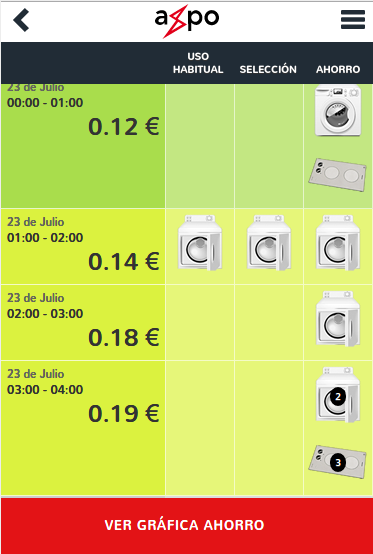 axpo
USO HABITUAL
SELECCIÓN
AHORRO
23 de Julio
00:00 - 01:00
0.12 €
23 de Julio
01:00 - 02:00
0.14 €
23 de Julio
02:00 - 03:00
0.18 €
23 de Julio
03:00 - 04:00
0.19 €
2
3
VER GRÁFICA AHORRO